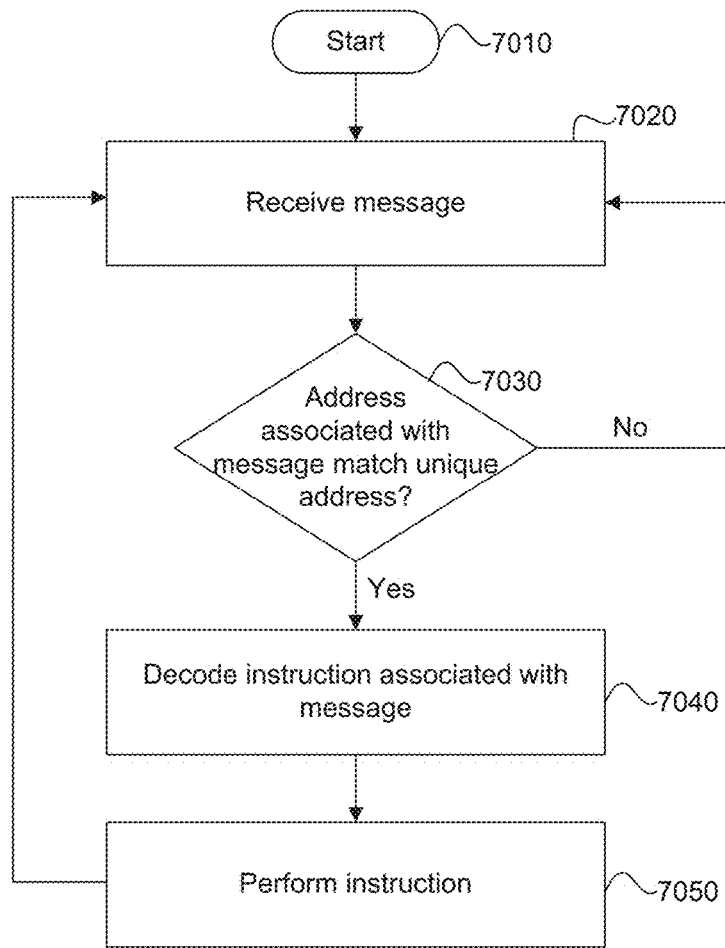 Start
7010
7020
Receive message
7030
Address
associated with
message match unique
address?
No
Yes
Decode instruction associated with
message
7040
Perform instruction
7050